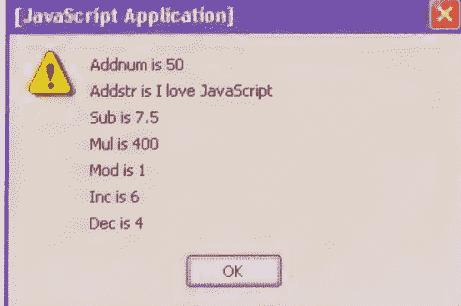 [JavaScript Application]
Addnum is 50
Addstr is I love JavaScript
Sub is 7.5
Mul is 400
Mod is 1
Inc is 6
Dec is 4
OK